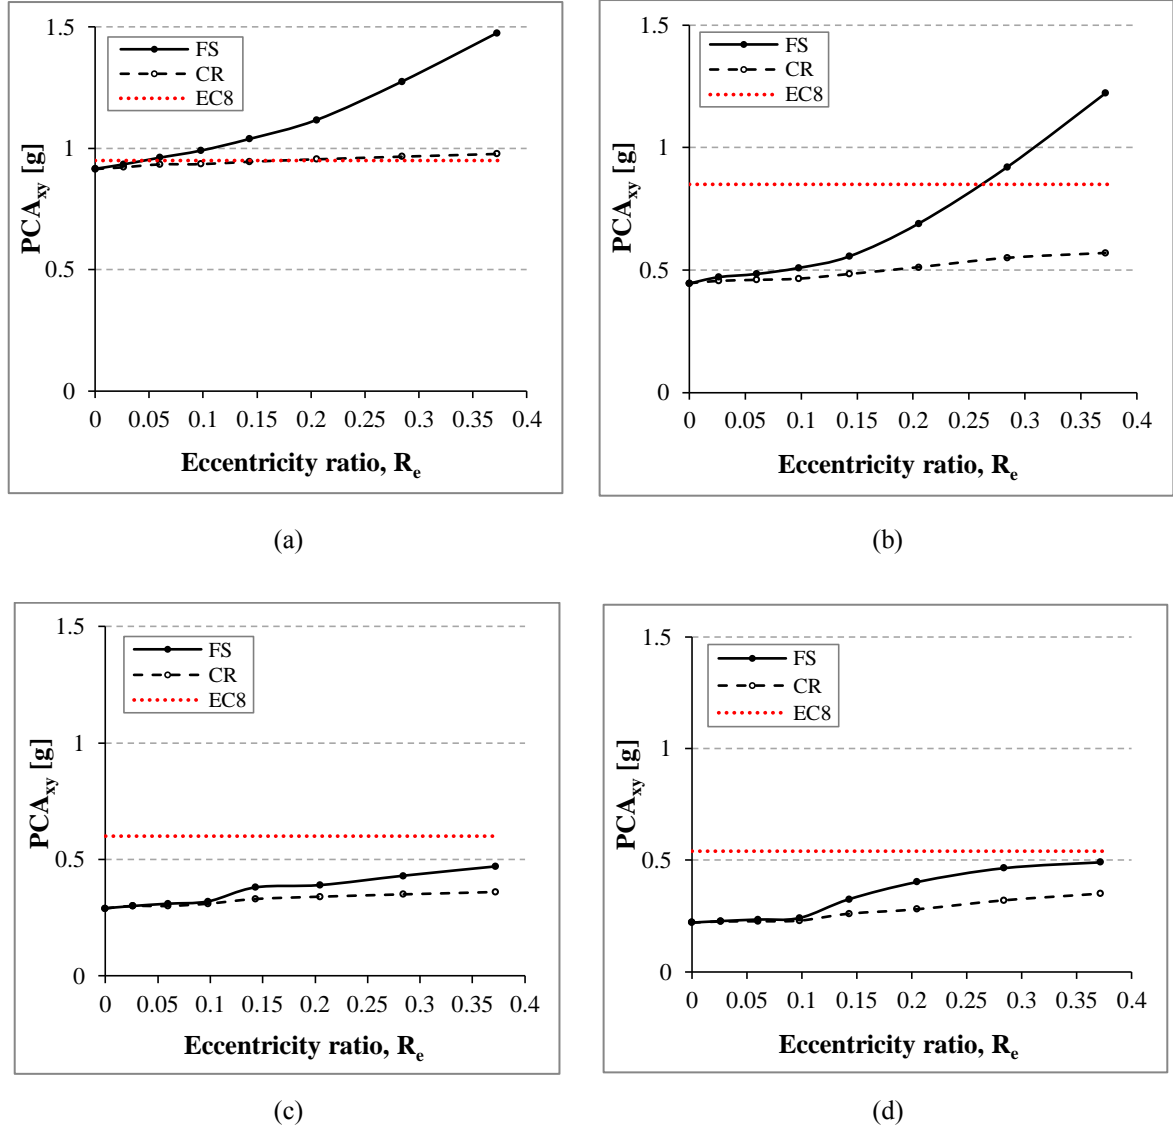 1.5
1
0.5
0
PCA_xy [g]
FS
CR
EC8
0 0.05 0.1 0.15 0.2 0.25 0.3 0.35 0.4
Eccentricity ratio, R_e
(a)
1.5
1
0.5
0
PCA_xy [g]
FS
CR
EC8
0 0.05 0.1 0.15 0.2 0.25 0.3 0.35 0.4
Eccentricity ratio, R_e
(b)
1.5
1
0.5
0
PCA_xy [g]
FS
CR
EC8
0 0.05 0.1 0.15 0.2 0.25 0.3 0.35 0.4
Eccentricity ratio, R_e
(c)
1.5
1
0.5
0
PCA_xy [g]
FS
CR
EC8
0 0.05 0.1 0.15 0.2 0.25 0.3 0.35 0.4
Eccentricity ratio, R_e
(d)